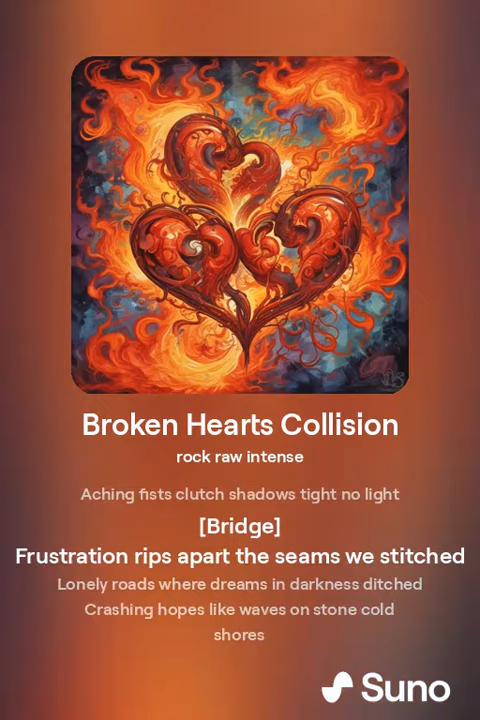 Broken Hearts Collision
rock raw intense
Aching fists clutch shadows tight no light
[Bridge]
Frustration rips apart the seams we stitched
Lonely roads where dreams in darkness ditched
Crashing hopes like waves on stone cold
shores
Suno